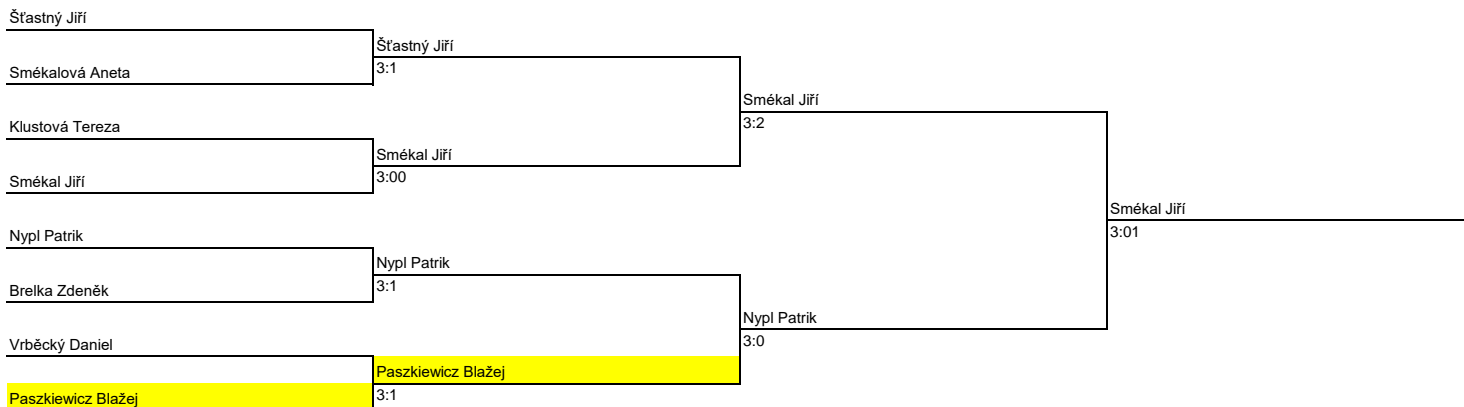 Šťastný Jiří
Šťastný Jiří
Smékalová Aneta
3:1
Smékal Jiří
Klustová Tereza
3:2
Smékal Jiří
Smékal Jiří
3:00
Smékal Jiří
Nypl Patrik
3:01
Nypl Patrik
Brelka Zdeněk
3:1
Nypl Patrik
Vrběcký Daniel
3:0
Paszkiewicz Blažej
Paszkiewicz Blažej
3:1